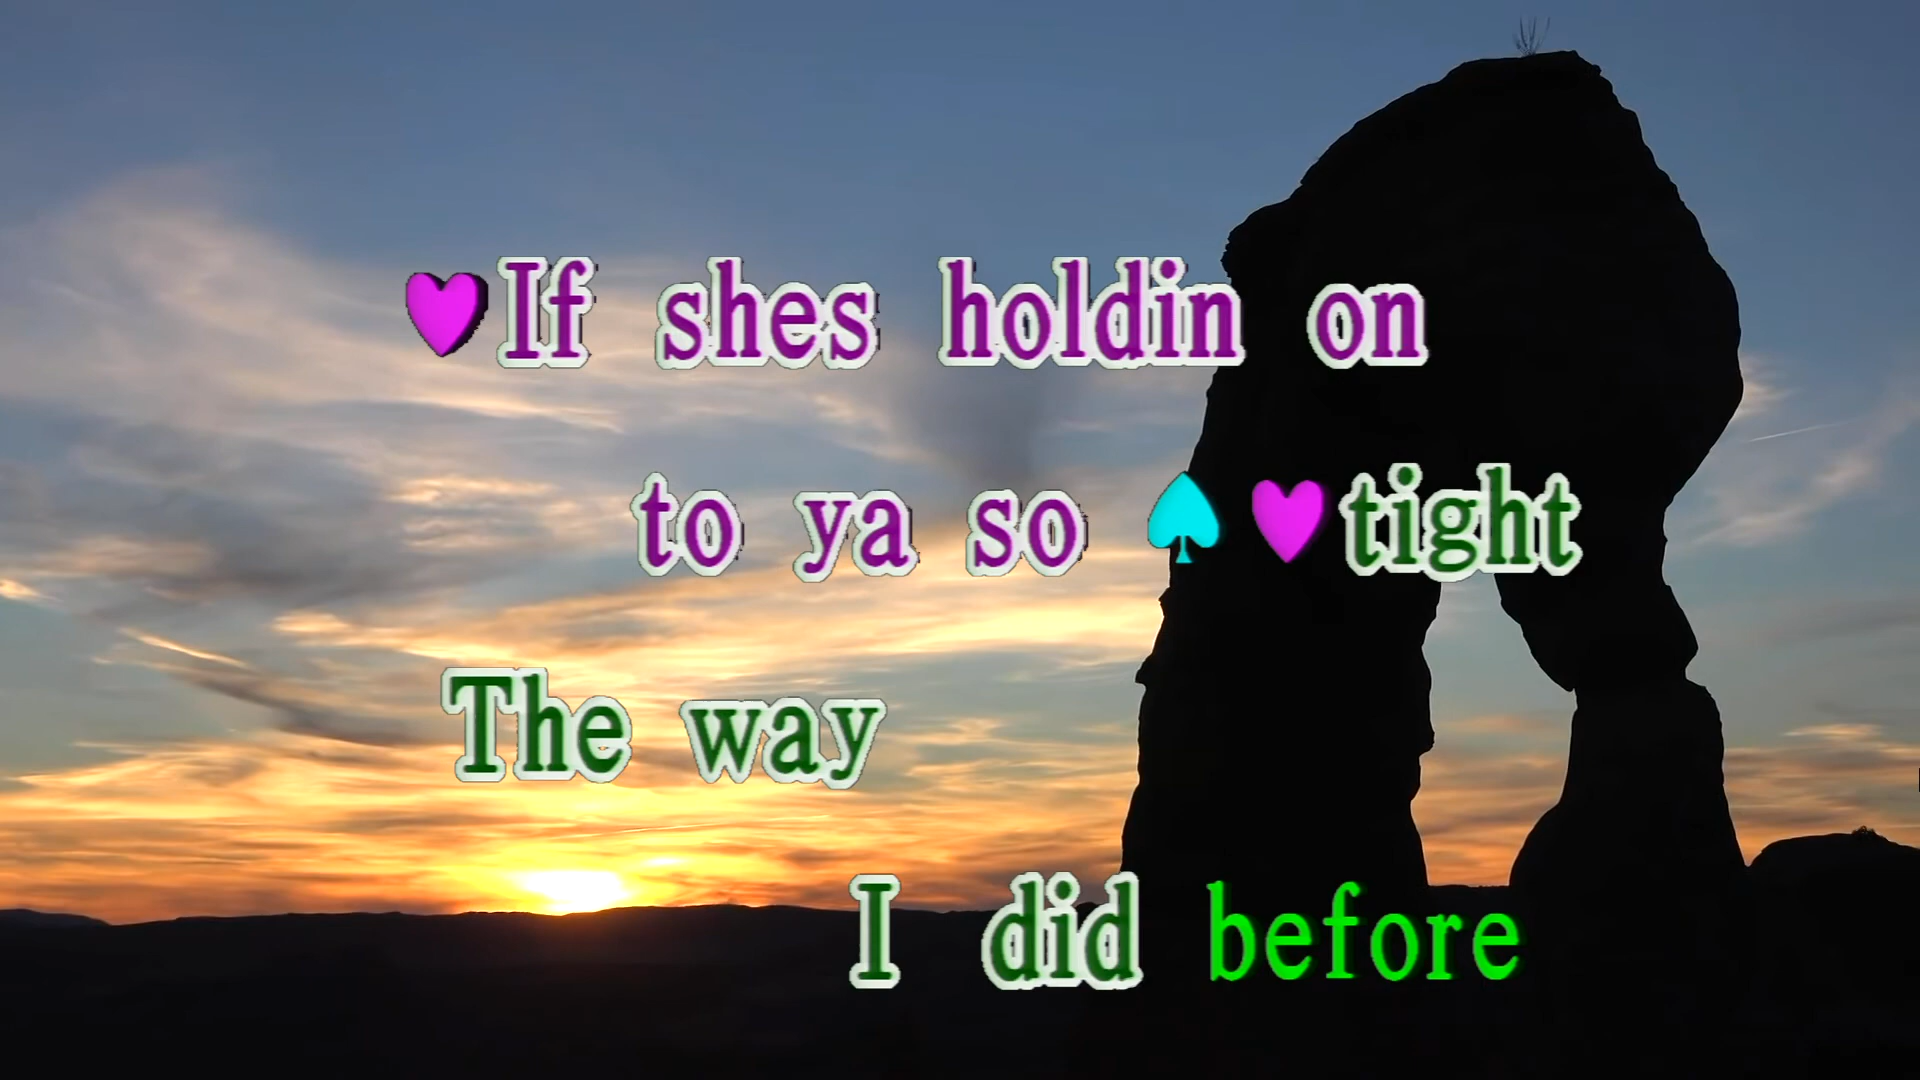 ♥If shes holdin on
to ya so ♠ ♥tight
The way
I did before